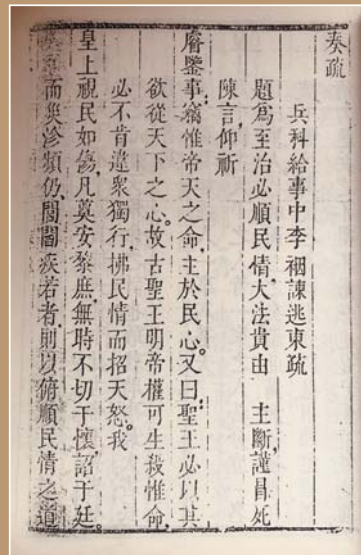 奏疏
兵科給事中李 裀諫逃東疏
題爲至治必順民情大法貴由 主斷謹昌死
陳言仰祈
睿鑒事竊惟帝天之命主於民心又曰聖王必以其
欲從天下之心故古聖王明帝權可生殺惟命
必不肯違衆獨行拂民情而招天怒我
皇上視民如傷凡奠安黎庶無時不切于懷詔于廷
而災沴頻仍閭閻疾苦者則以俯順民情之道